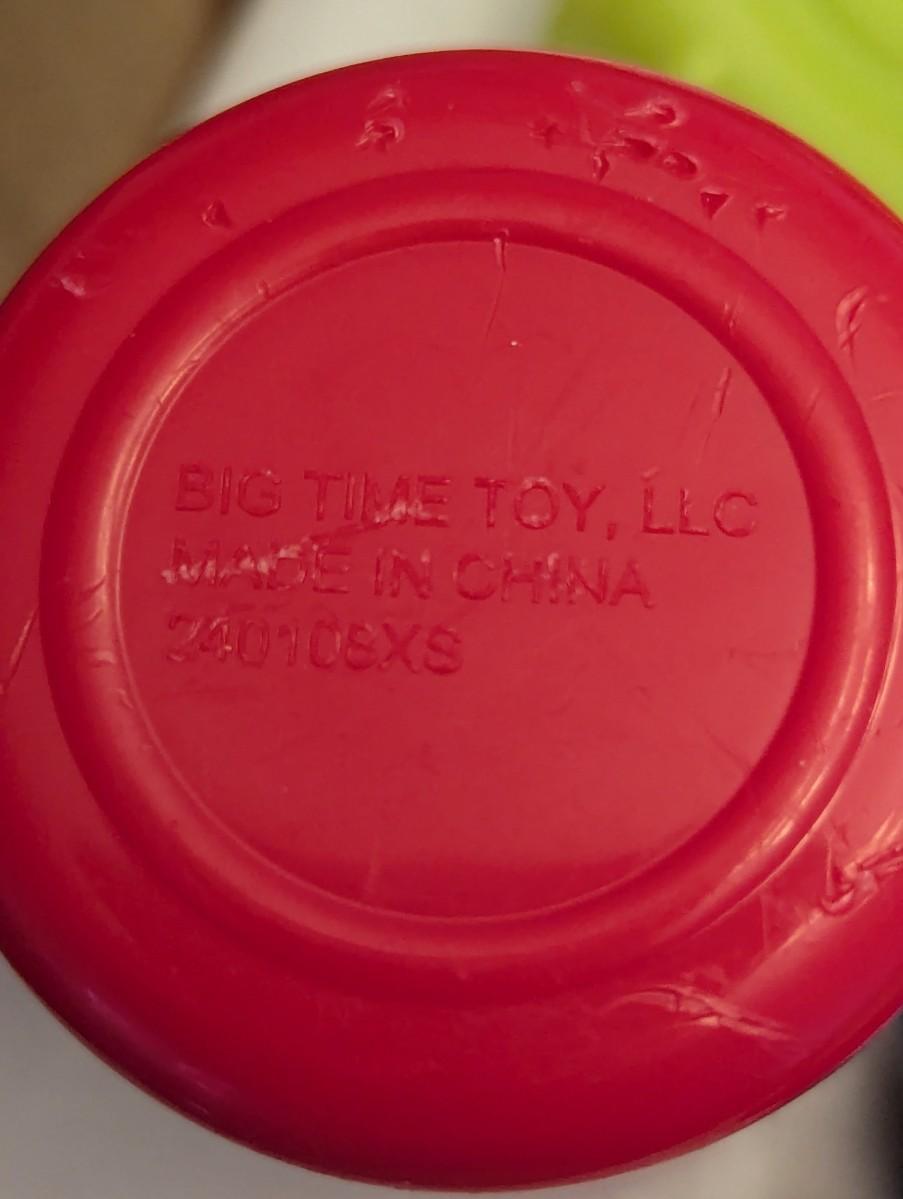 BIG TIME TOY, LLC
MADE IN CHINA
240108XS